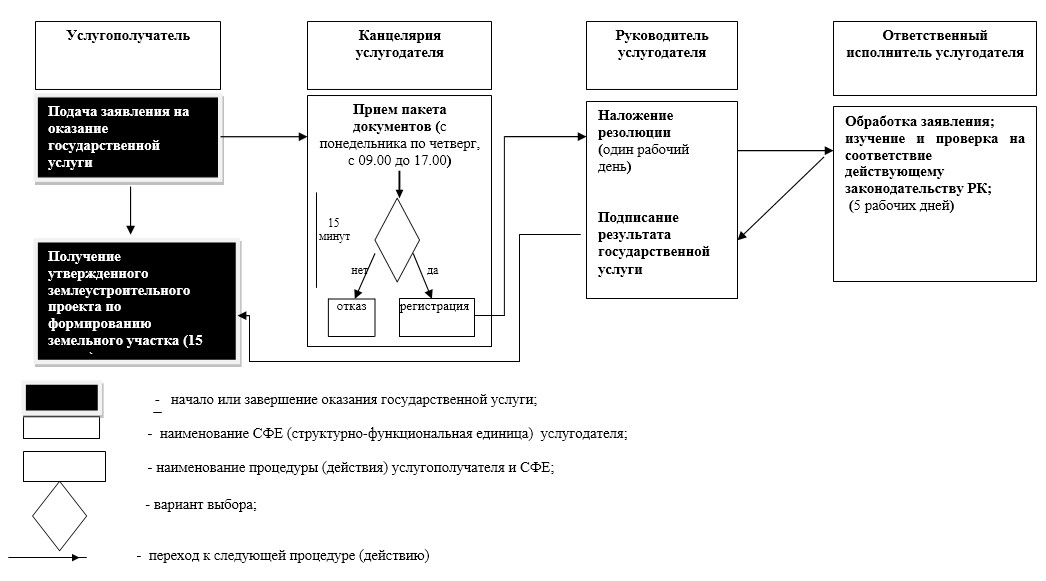 Услугополучатель
Канцелярия
услугодателя
Руководитель
услугодателя
Ответственный
исполнитель услугодателя
Подача заявления на
оказание
государственной
услуги
Прием пакета
документов (с
понедельника по четверг,
с 09.00 до 17.00)
15
минут
нет
да
отказ
регистрация
Наложение
резолюции
(один рабочий
день)
Подписание
результата
государственной
услуги
Обработка заявления;
изучение и проверка на
соответствие
действующему
законодательству РК;
(5 рабочих дней)
Получение
утвержденного
землеустроительного
проекта по
формированию
земельного участка (15
- начало или завершение оказания государственной услуги;
- наименование СФЕ (структурно-функциональная единица) услугодателя;
- наименование процедуры (действия) услугополучателя и СФЕ;
- вариант выбора;
- переход к следующей процедуре (действию)